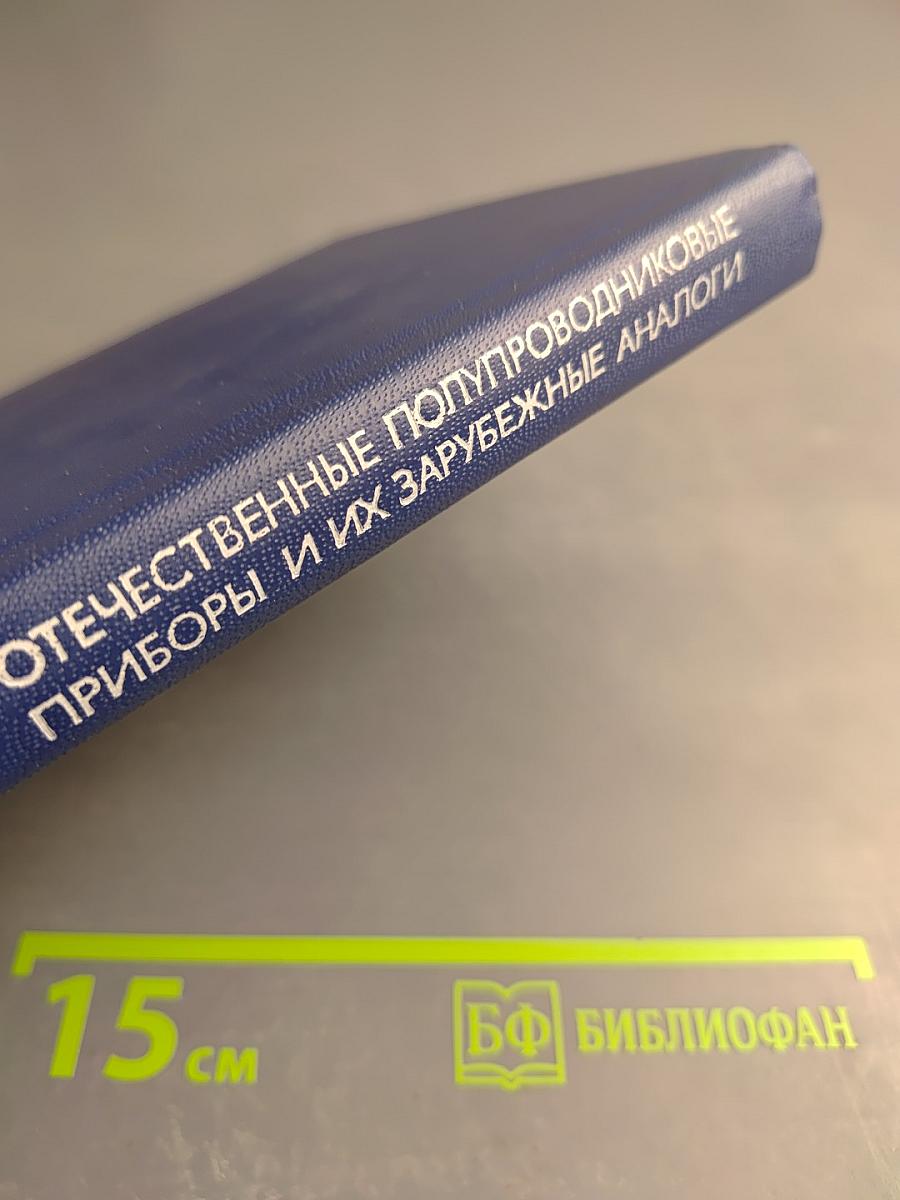 ОТЕЧЕСТВЕННЫЕ ПОЛУПРОВОДНИКОВЫЕ
ПРИБОРЫ И ИХ ЗАРУБЕЖНЫЕ АНАЛОГИ
15 см
БФ БИБЛИОФАН